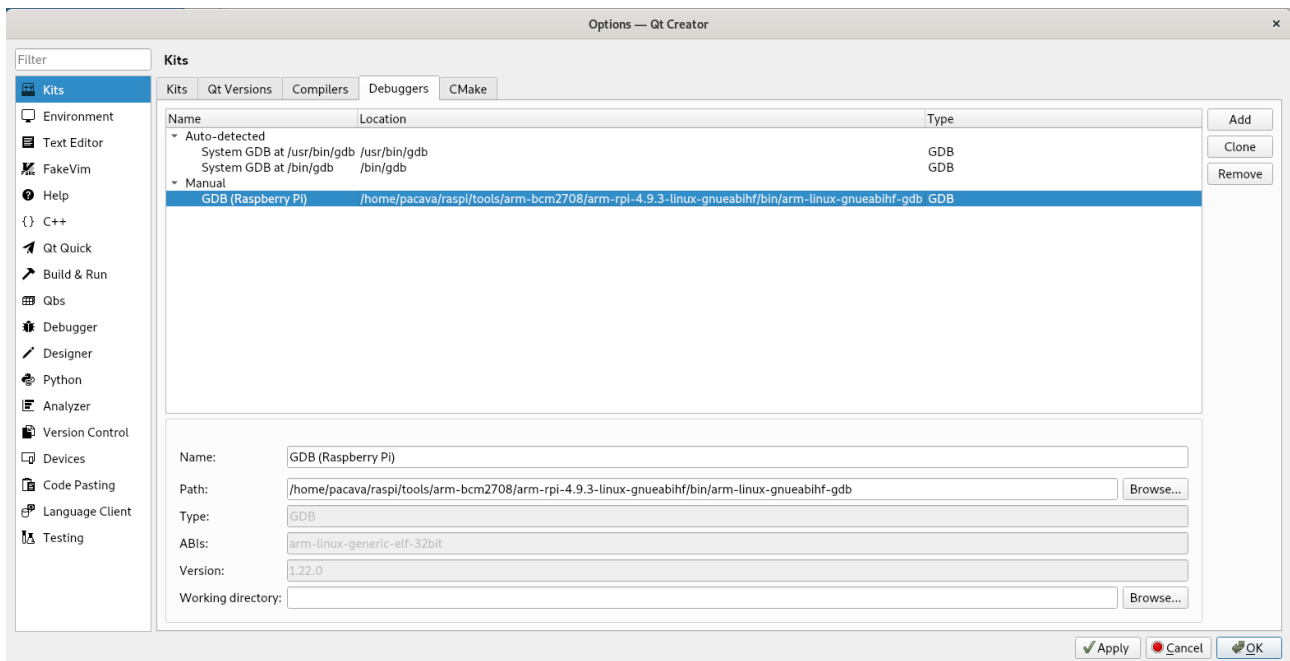 Options — Qt Creator
×
Filter
Kits
Environment
Text Editor
FakeVim
Help
{} C++
Qt Quick
Build & Run
Qbs
Debugger
Designer
Python
Analyzer
Version Control
Devices
Code Pasting
Language Client
Testing
Kits
Kits Qt Versions Compilers Debuggers CMake
Name Location Type
Auto-detected
System GDB at /usr/bin/gdb /usr/bin/gdb GDB
System GDB at /bin/gdb /bin/gdb GDB
Manual
GDB (Raspberry Pi) /home/pacava/raspi/tools/arm-bcm2708/arm-rpi-4.9.3-linux-gnueabihf/bin/arm-linux-gnueabihf-gdb GDB
Add
Clone
Remove
Name: GDB (Raspberry Pi)
Path: /home/pacava/raspi/tools/arm-bcm2708/arm-rpi-4.9.3-linux-gnueabihf/bin/arm-linux-gnueabihf-gdb Browse...
Type: GDB
ABIs: arm-linux-generic-elf-32bit
Version: 1.22.0
Working directory: Browse...
Apply Cancel OK